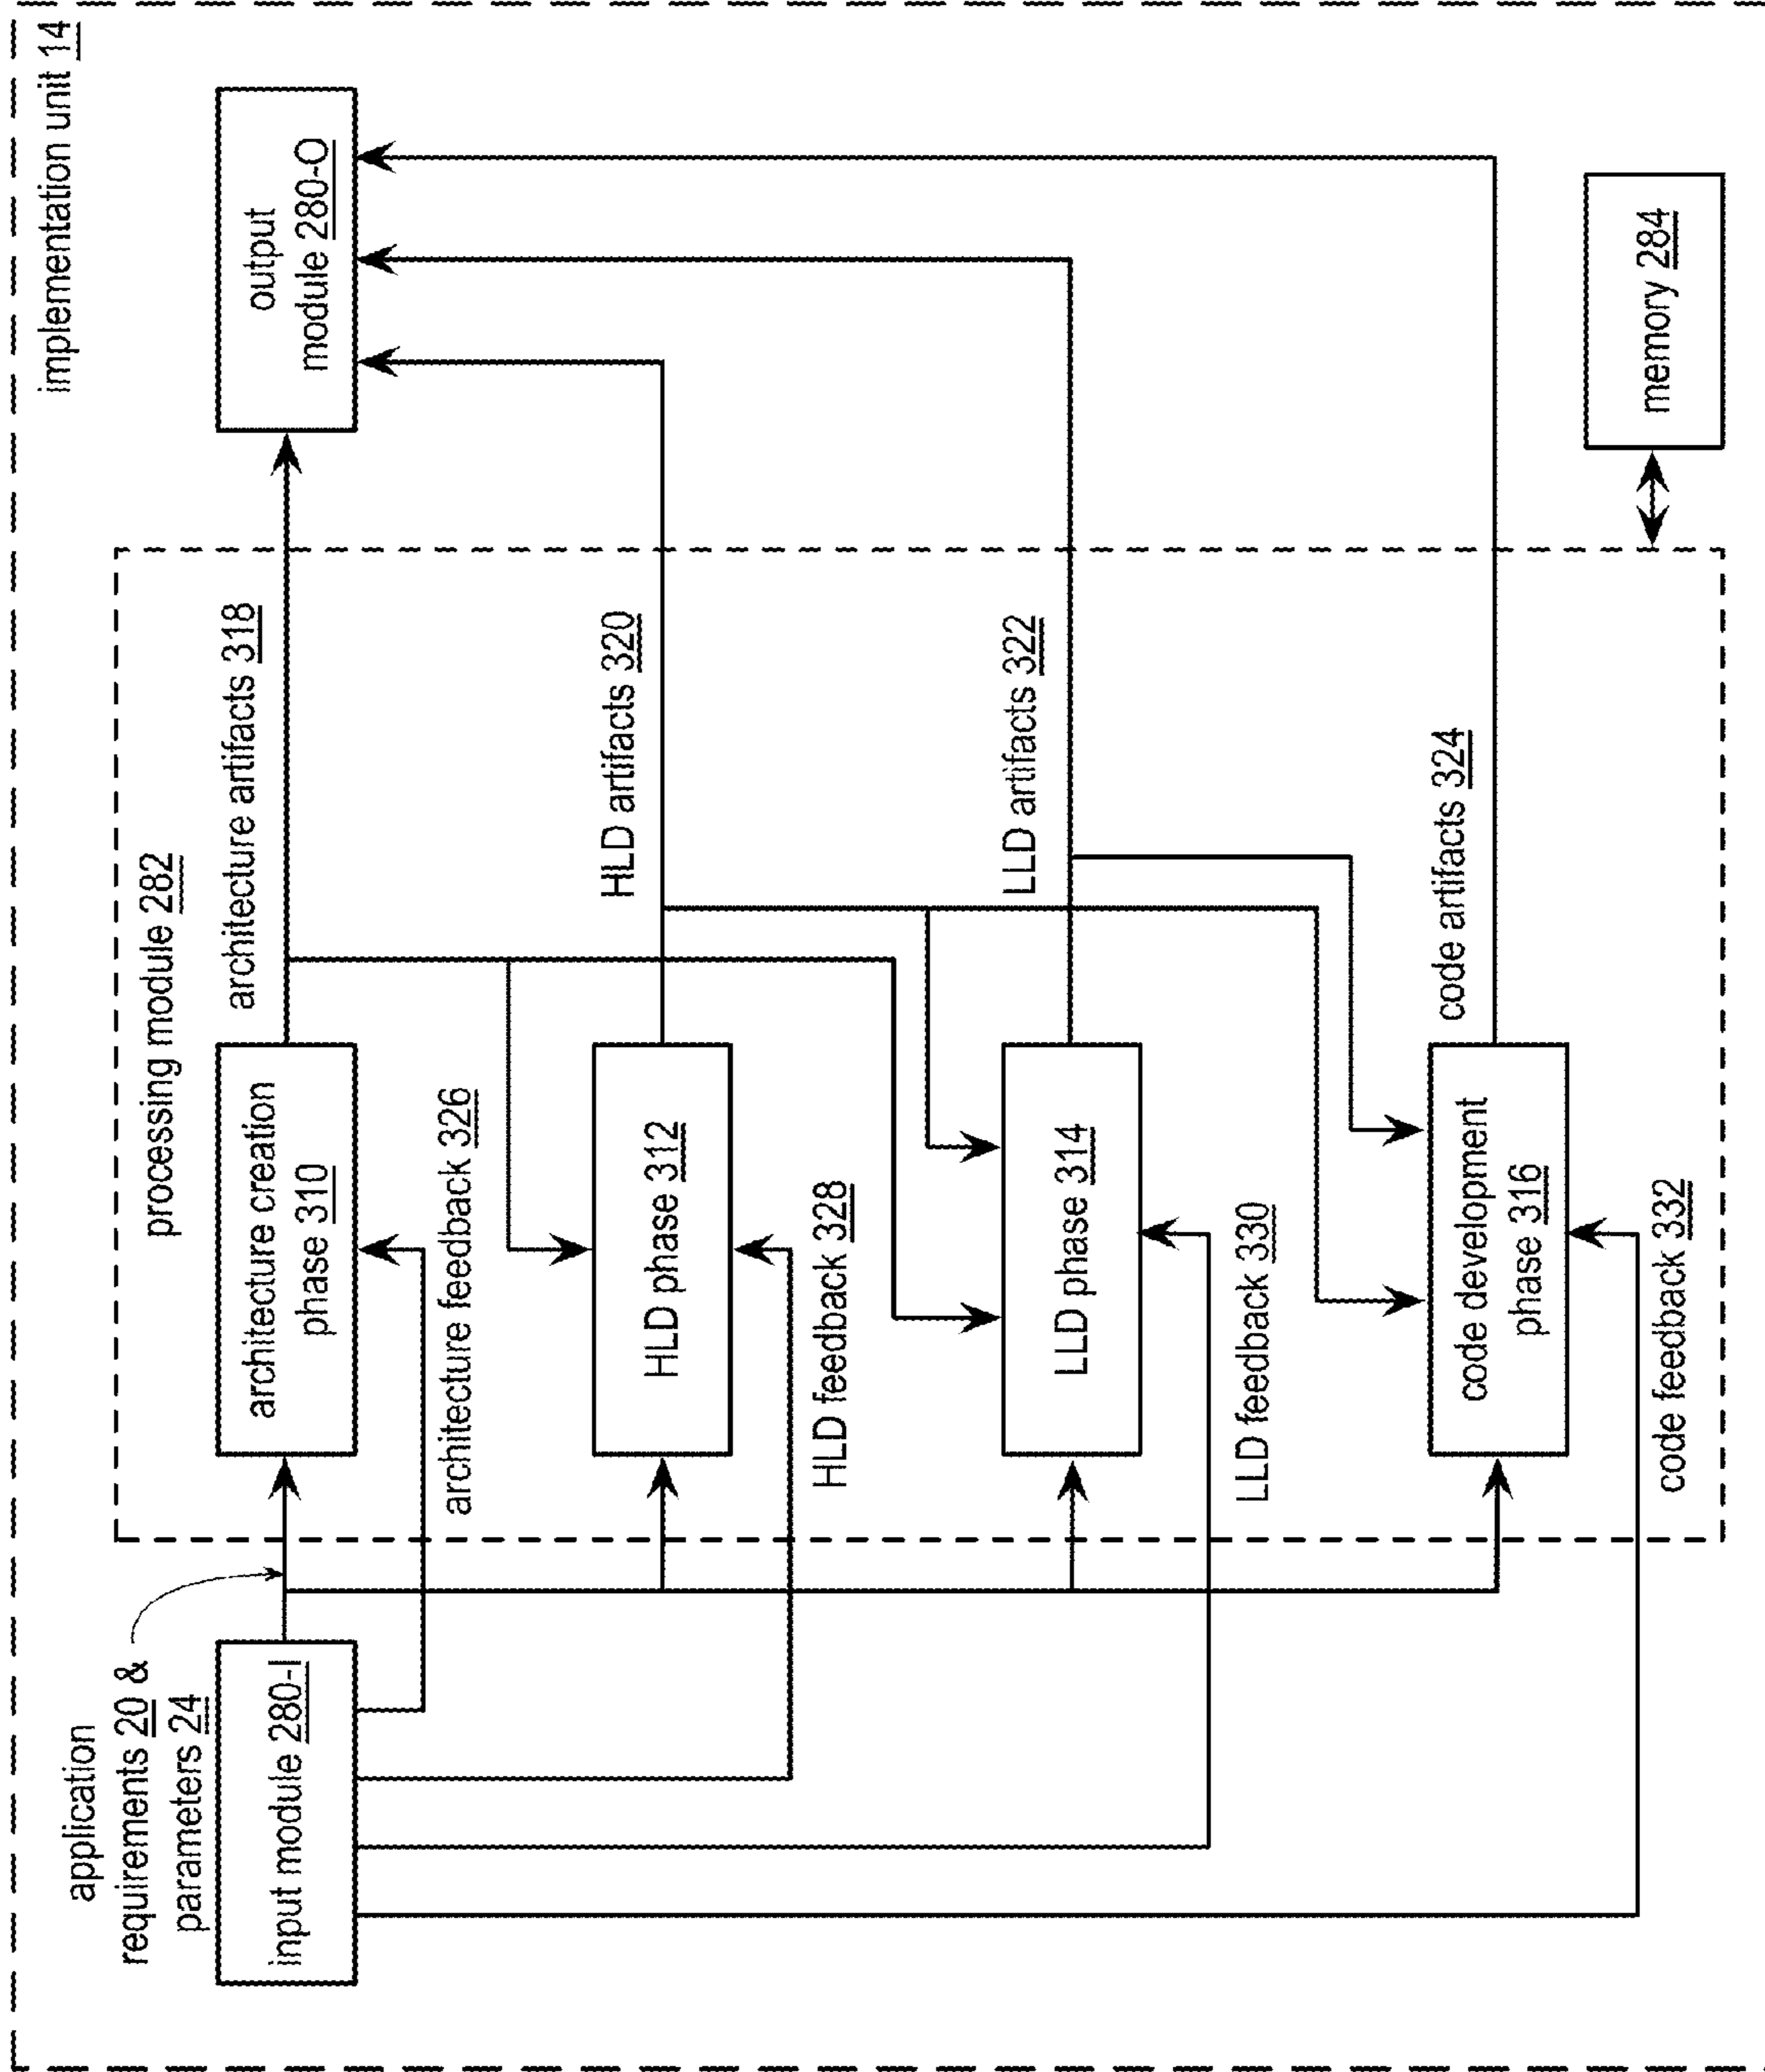 implementation unit 14
application
requirements 20 &
parameters 24
input module 280-I
processing module 282
architecture creation
phase 310
architecture artifacts 318
output
module 280-O
architecture feedback 326
HLD phase 312
HLD artifacts 320
HLD feedback 328
LLD phase 314
LLD artifacts 322
LLD feedback 330
code development
phase 316
code artifacts 324
code feedback 332
memory 284